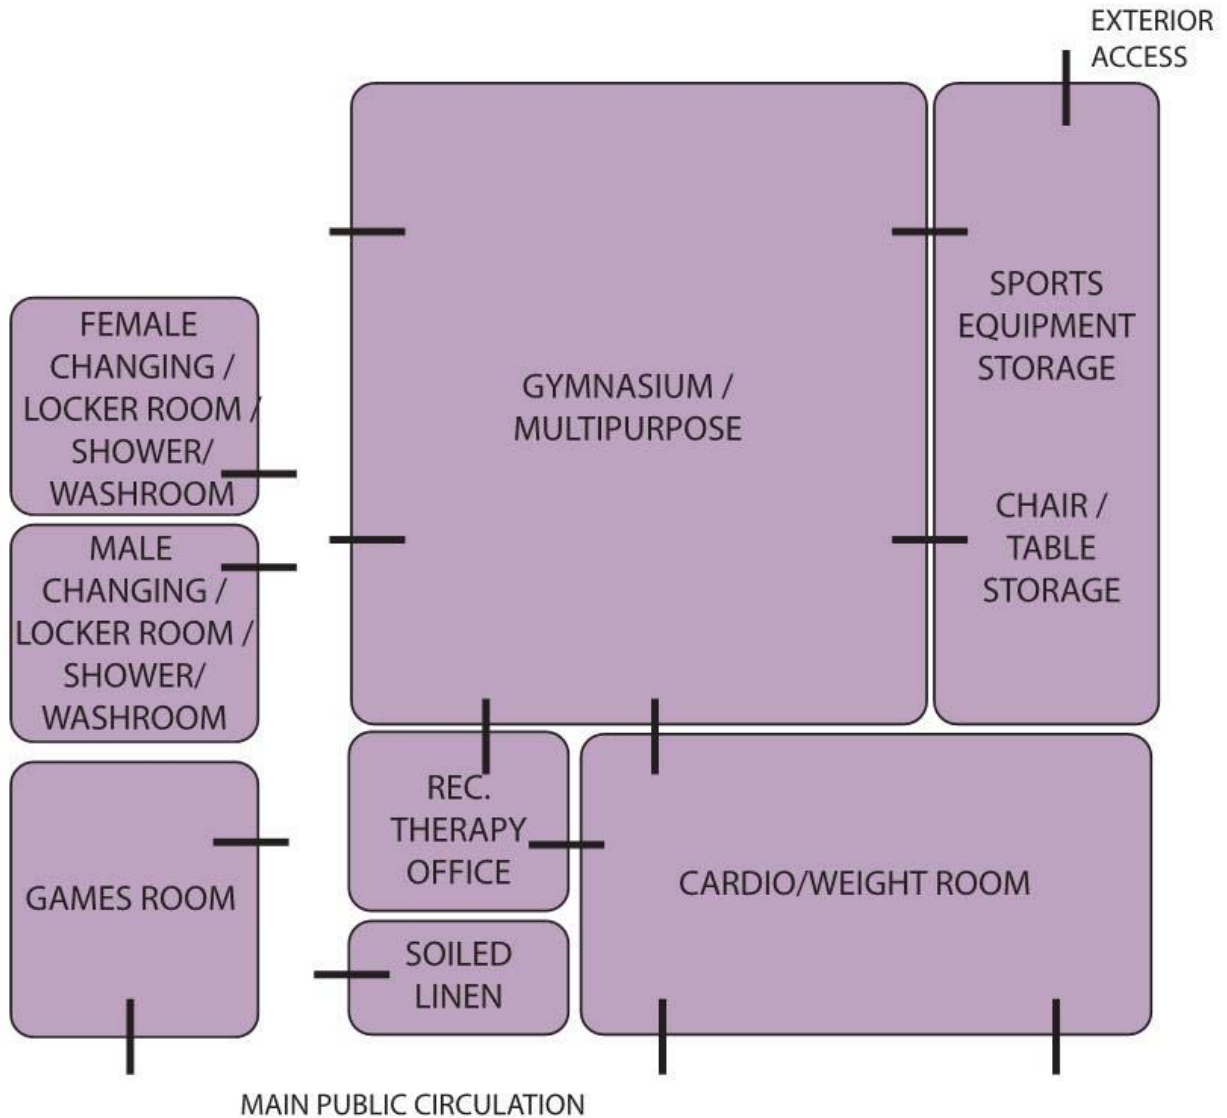 EXTERIOR
ACCESS
SPORTS
EQUIPMENT
STORAGE
FEMALE
CHANGING /
LOCKER ROOM /
SHOWER/
WASHROOM
GYMNASIUM /
MULTIPURPOSE
CHAIR /
TABLE
STORAGE
MALE
CHANGING /
LOCKER ROOM /
SHOWER/
WASHROOM
REC.
THERAPY
OFFICE
GAMES ROOM
CARDIO/WEIGHT ROOM
SOILED
LINEN
MAIN PUBLIC CIRCULATION